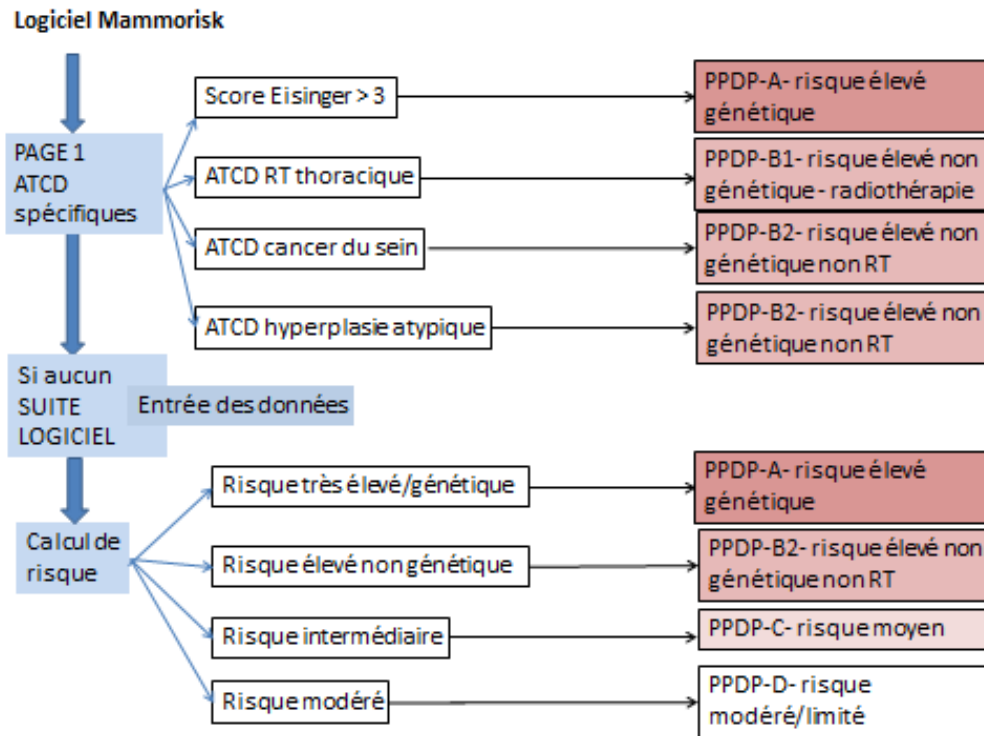 Logiciel Mammorisk
Score Eisinger > 3
PPDP-A- risque élevé
génétique
PAGE 1
ATCD
spécifiques
ATCD RT thoracique
PPDP-B1- risque élevé non
génétique - radiothérapie
ATCD cancer du sein
PPDP-B2- risque élevé non
génétique non RT
ATCD hyperplasie atypique
PPDP-B2- risque élevé non
génétique non RT
Si aucun
SUITE
LOGICIEL
Entrée des données
Risque très élevé/génétique
PPDP-A- risque élevé
génétique
Calcul de
risque
Risque élevé non génétique
PPDP-B2- risque élevé non
génétique non RT
Risque intermédiaire
PPDP-C- risque moyen
Risque modéré
PPDP-D- risque
modéré/limité